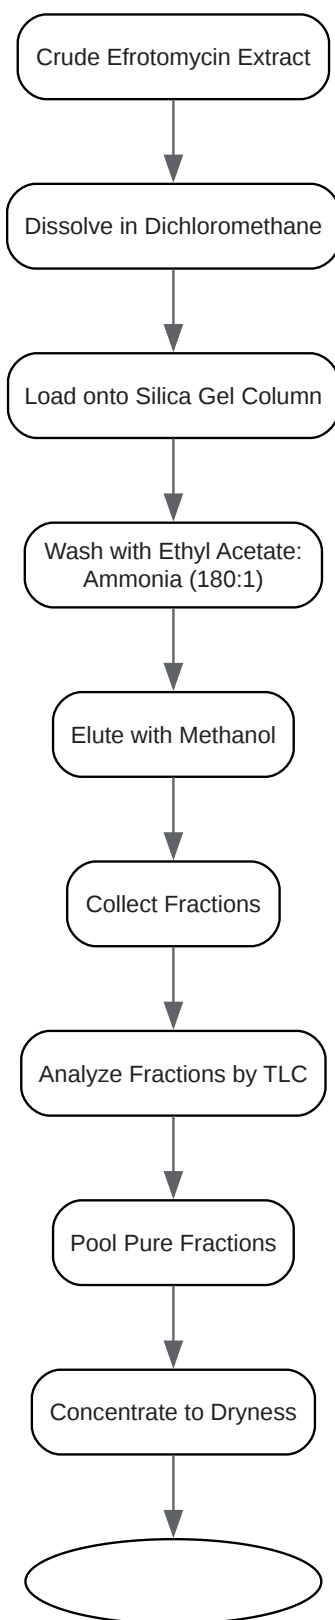 Crude Efrotomycin Extract
Dissolve in Dichloromethane
Load onto Silica Gel Column
Wash with Ethyl Acetate:
Ammonia (180:1)
Elute with Methanol
Collect Fractions
Analyze Fractions by TLC
Pool Pure Fractions
Concentrate to Dryness